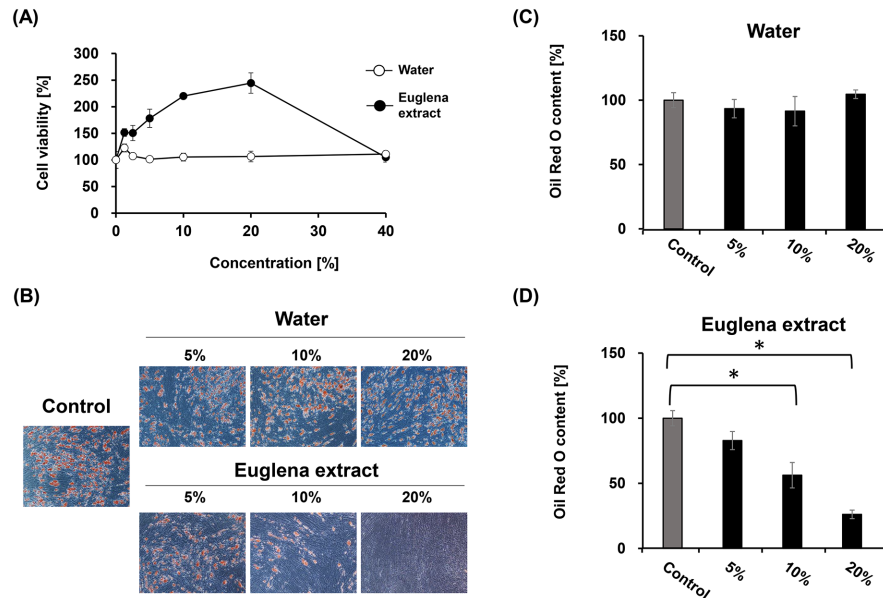 (A)
Cell viability [%]
300
250
200
150
100
50
0
0 10 20 30 40
Concentration [%]
Water
Euglena
extract
(B)
Water
5% 10% 20%
Control
Euglena extract
5% 10% 20%
(C)
Water
Oil Red O content [%]
150
100
50
0
Control 5% 10% 20%
(D)
Euglena extract
Oil Red O content [%]
150
100
50
0
*
*
Control 5% 10% 20%